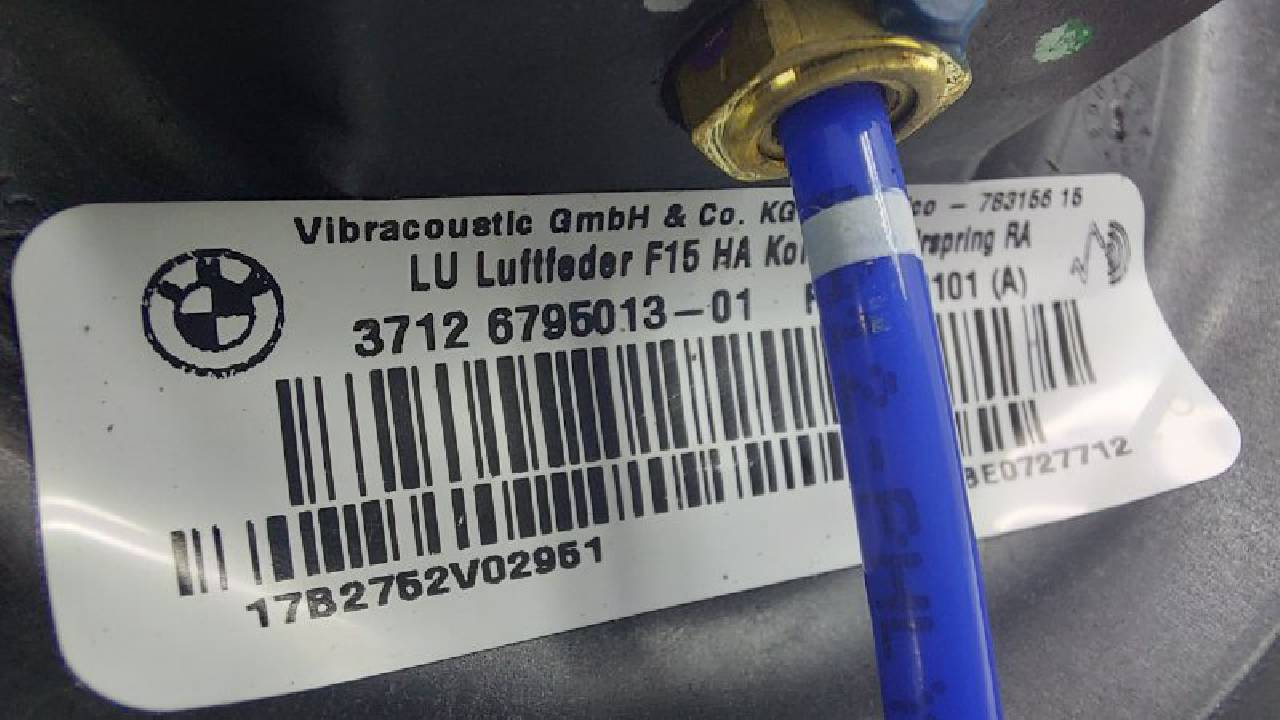 Vibracoustic GmbH & Co. KG – 763156 15
LU Luftfeder F15 HA RA
3712 6795013-01 101 (A)
17B2752V02951
BE0727712